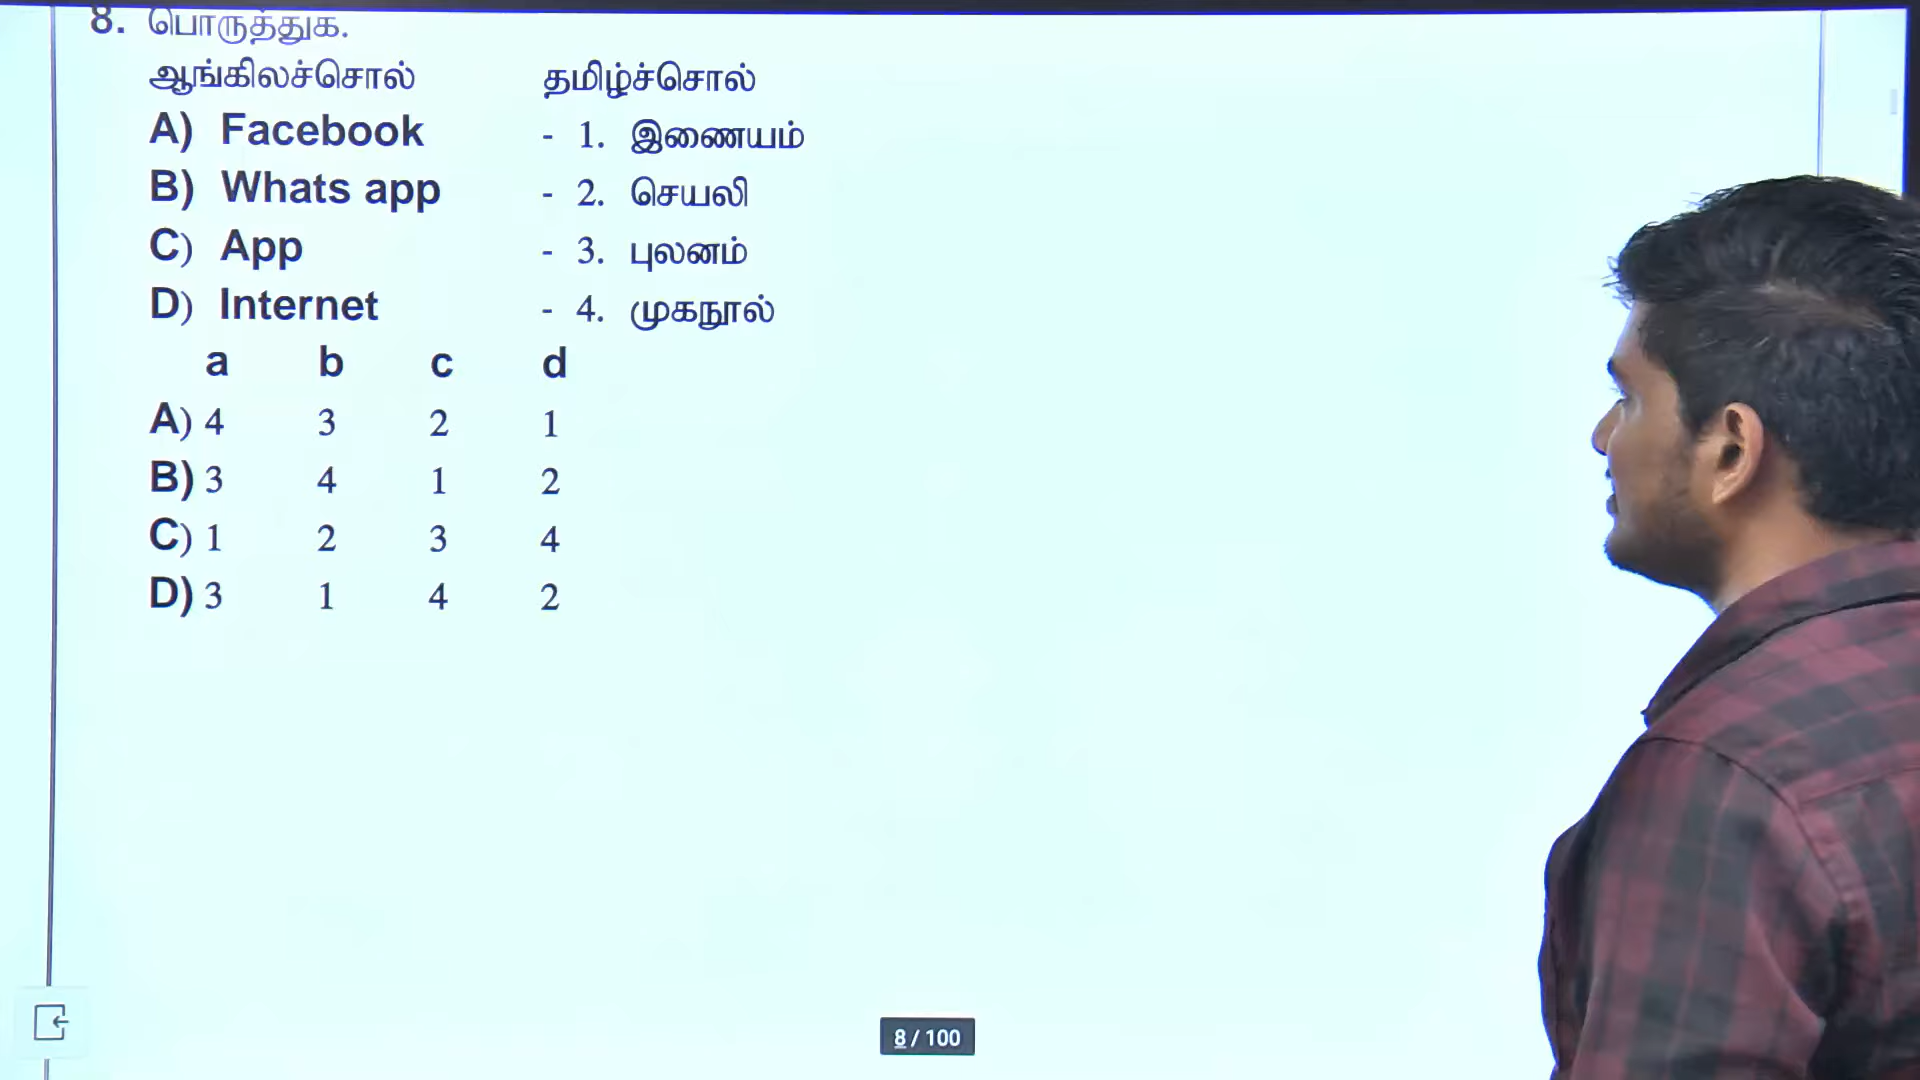 8. பொருத்துக.
ஆங்கிலச்சொல் தமிழ்ச்சொல்
A) Facebook - 1. இணையம்
B) Whats app - 2. செயலி
C) App - 3. புலனம்
D) Internet - 4. முகநூல்
a b c d
A) 4 3 2 1
B) 3 4 1 2
C) 1 2 3 4
D) 3 1 4 2
8 / 100